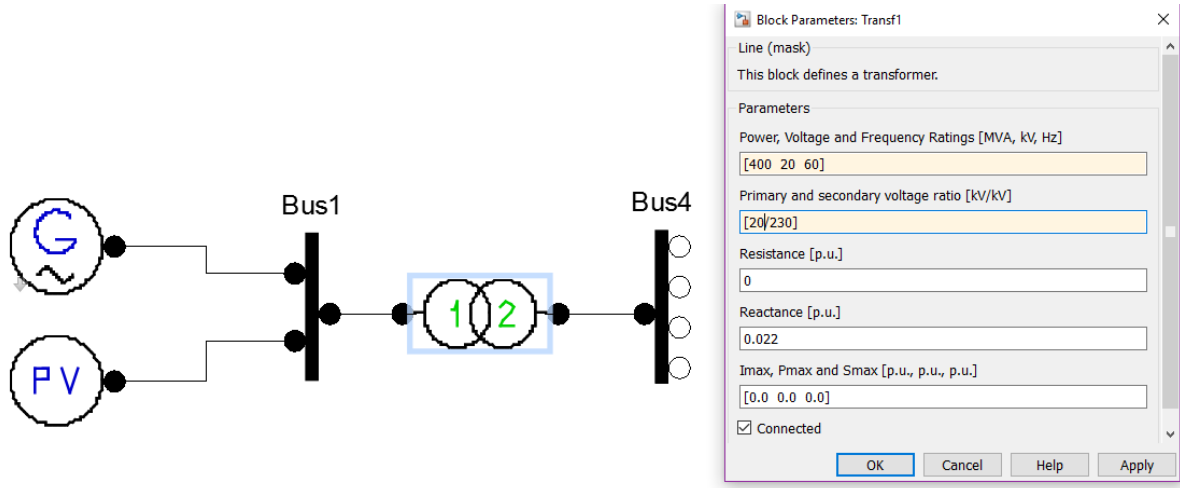 Block Parameters: Transf1
Line (mask)
This block defines a transformer.
Parameters
Power, Voltage and Frequency Ratings [MVA, kV, Hz]
[400 20 60]
Primary and secondary voltage ratio [kV/kV]
[20/230]
Resistance [p.u.]
0
Reactance [p.u.]
0.022
Imax, Pmax and Smax [p.u., p.u., p.u.]
[0.0 0.0 0.0]
Connected
OK Cancel Help Apply
Bus1 Bus4
G
1 2
PV